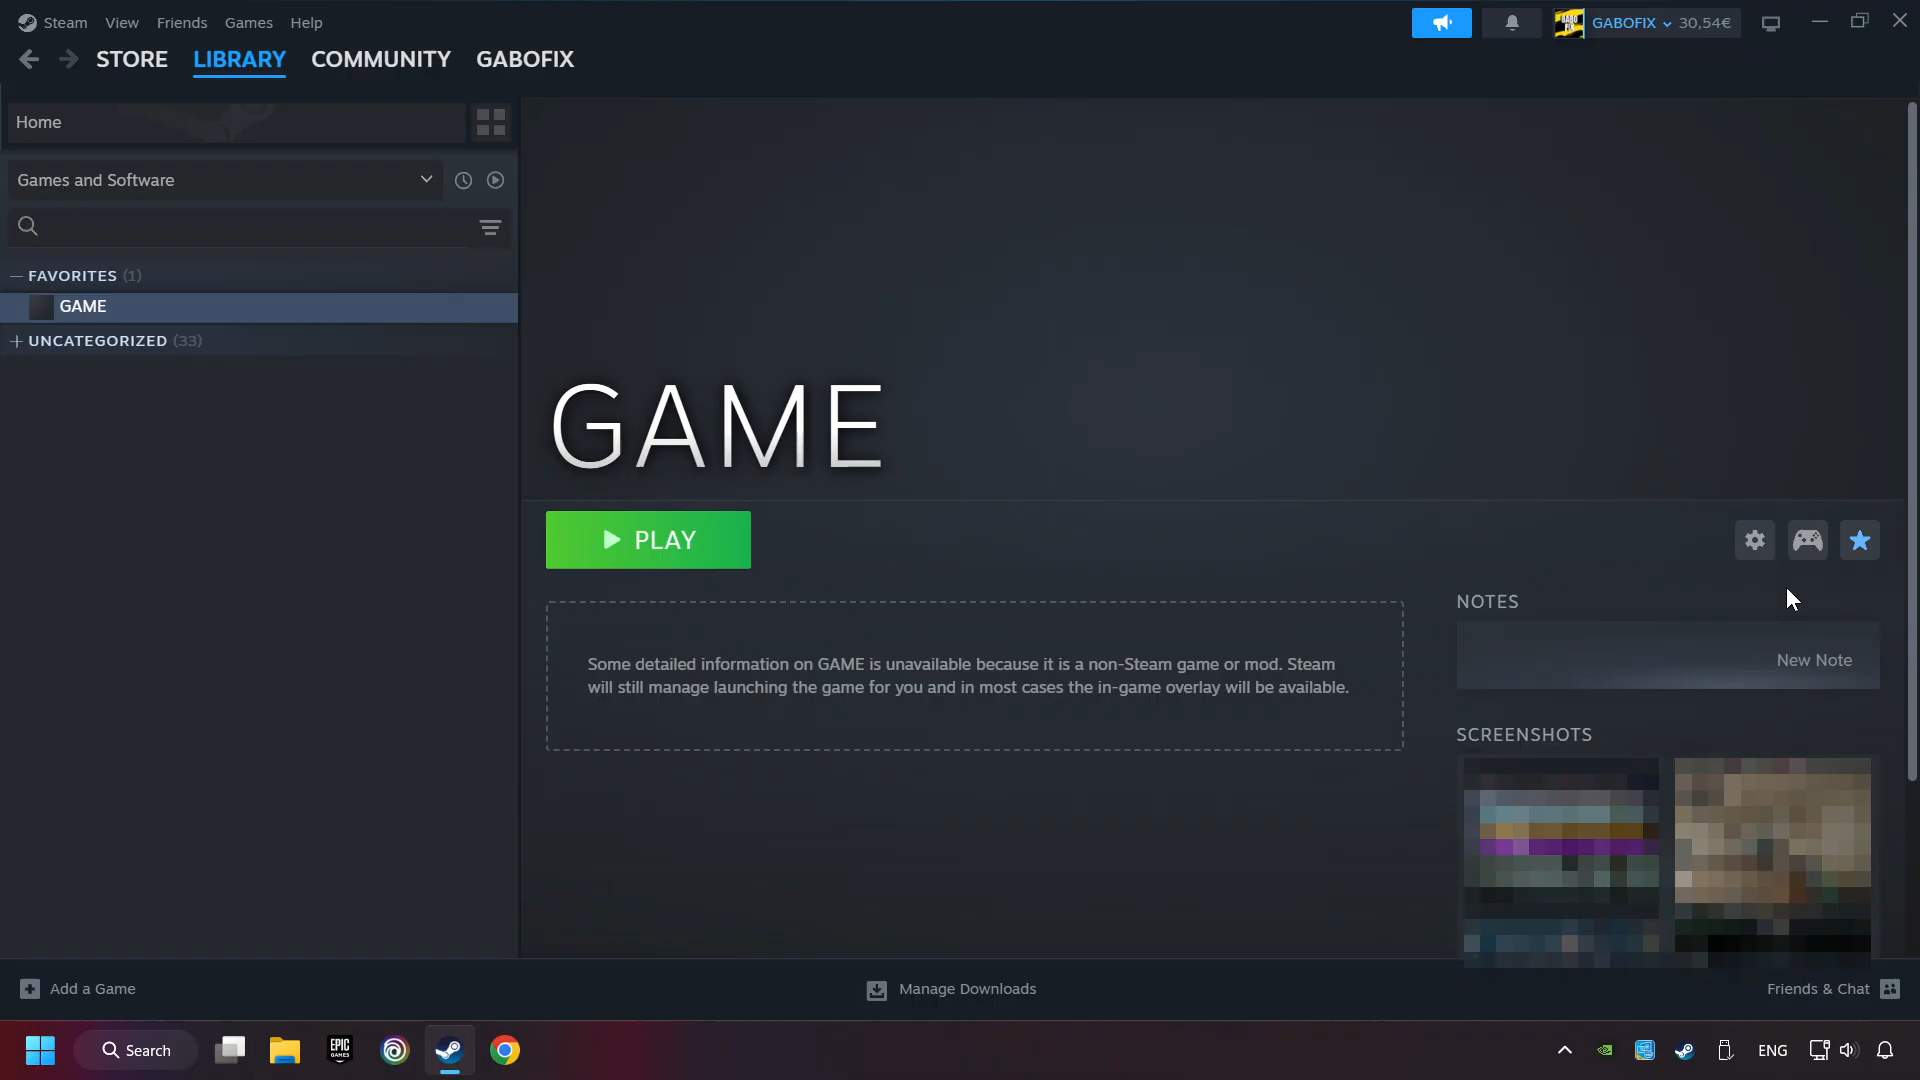 Steam View Friends Games Help
GABOFIX 30,54€
STORE LIBRARY COMMUNITY GABOFIX
Home
Games and Software
FAVORITES (1)
GAME
UNCATEGORIZED (33)
GAME
PLAY
NOTES
New Note
Some detailed information on GAME is unavailable because it is a non-Steam game or mod. Steam
will still manage launching the game for you and in most cases the in-game overlay will be available.
SCREENSHOTS
Add a Game
Manage Downloads
Friends & Chat
Search
EPIC
GAMES
ENG